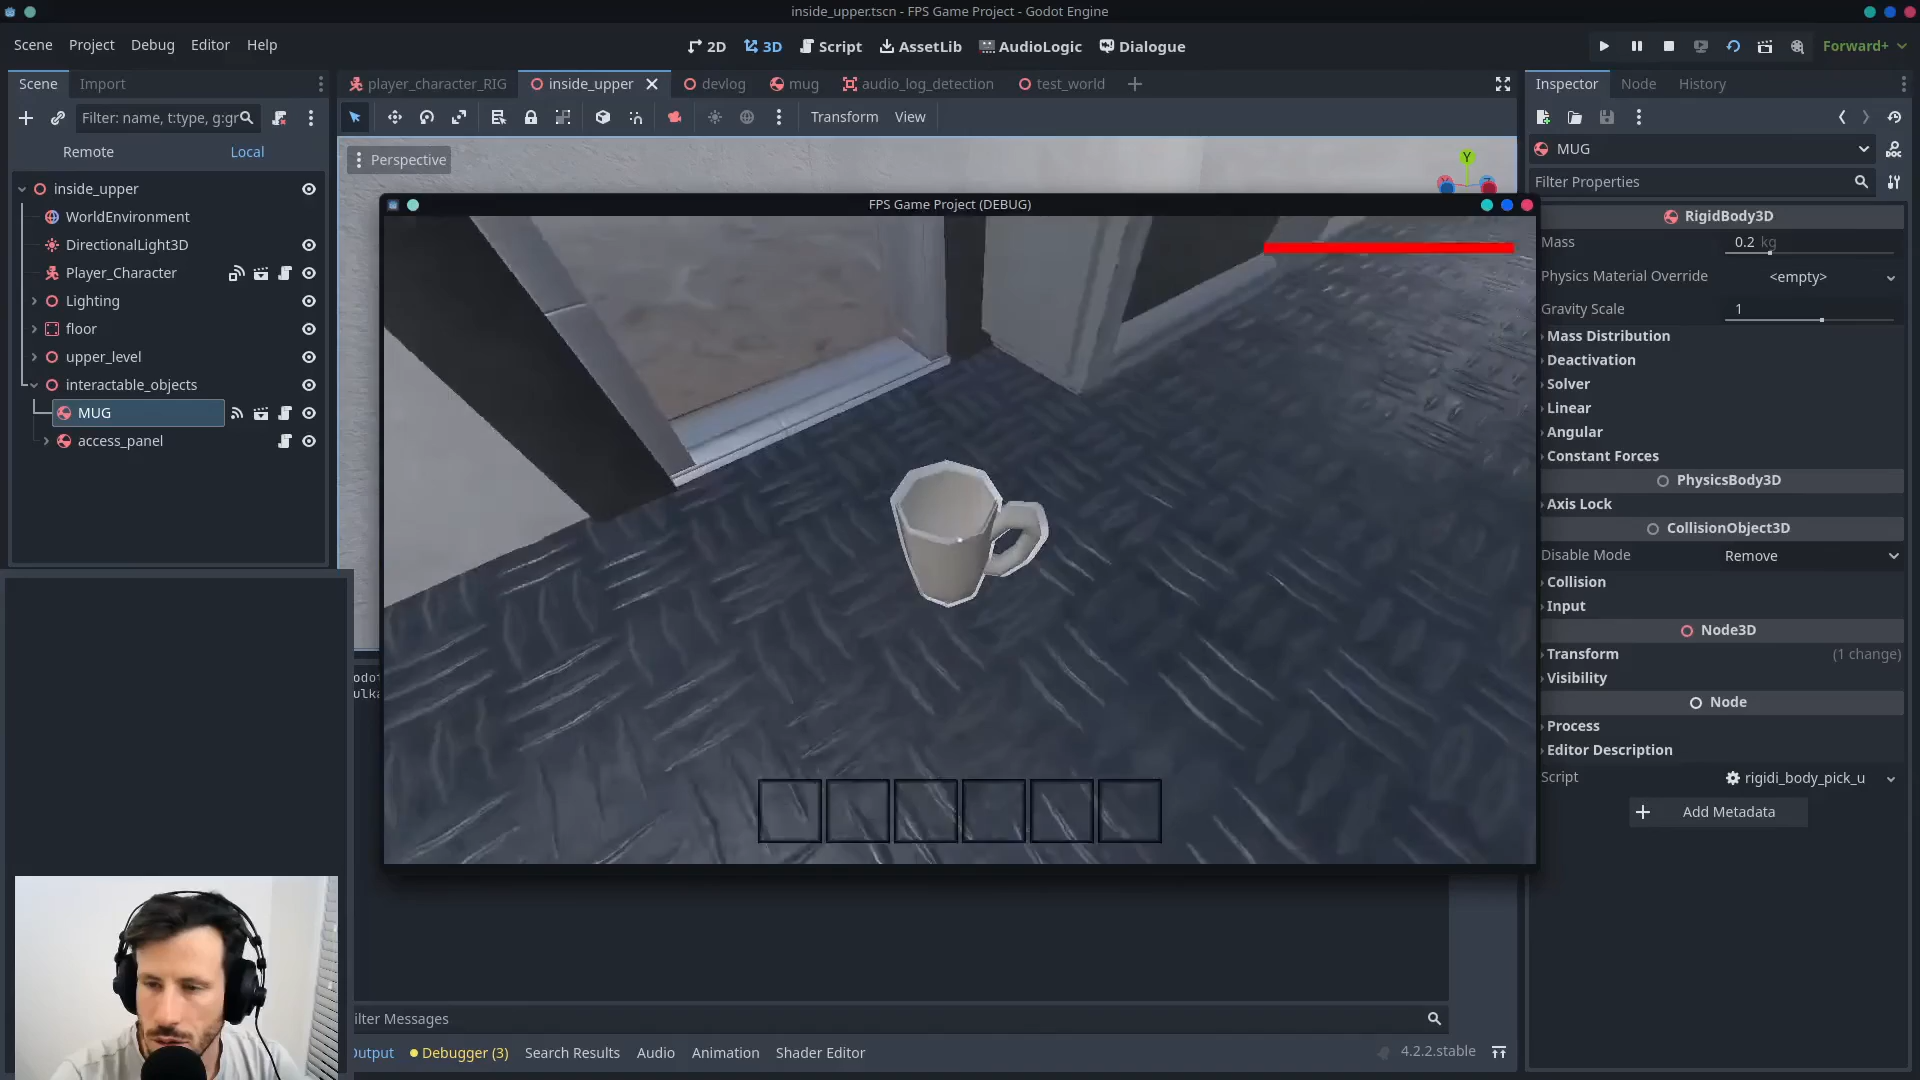 inside_upper.tscn - FPS Game Project - Godot Engine
Scene Project Debug Editor Help
2D 3D Script AssetLib AudioLogic Dialogue
Forward+
Scene Import
player_character_RIG inside_upper devlog mug audio_log_detection test_world
Inspector Node History
Filter: name, t:type, g:gr
Transform View
Remote Local
Perspective
Y
MUG
DOC
Filter Properties
inside_upper
WorldEnvironment
DirectionalLight3D
Player_Character
Lighting
floor
upper_level
interactable_objects
MUG
access_panel
FPS Game Project (DEBUG)
RigidBody3D
Mass 0.2 kg
Physics Material Override <empty>
Gravity Scale 1
Mass Distribution
Deactivation
Solver
Linear
Angular
Constant Forces
PhysicsBody3D
Axis Lock
CollisionObject3D
Disable Mode Remove
Collision
Input
Node3D
Transform (1 change)
Visibility
Node
Process
Editor Description
Script rigidi_body_pick_u
Add Metadata
odot
ulka
ilter Messages
Output Debugger (3) Search Results Audio Animation Shader Editor
4.2.2.stable